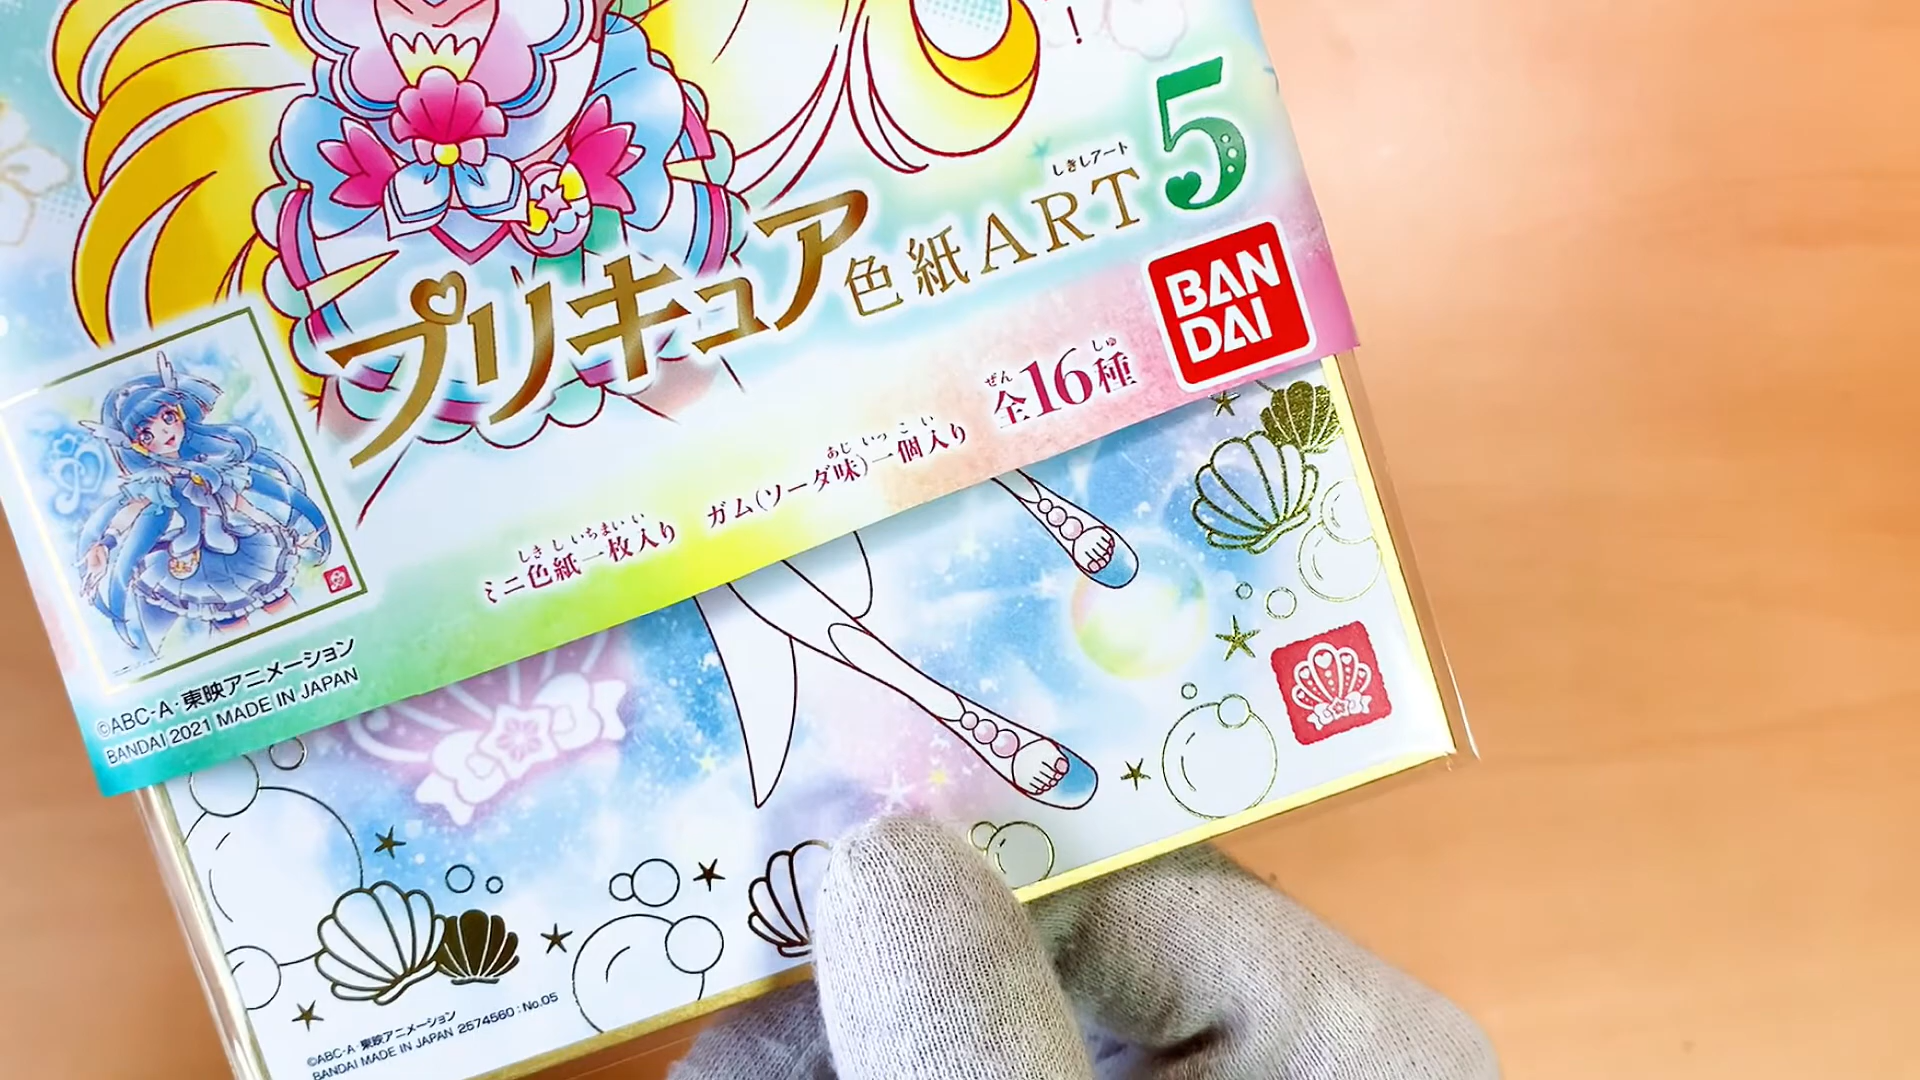 !
しきしアート
プリキュア色紙ART5
BAN
DAI
ぜん しゅ
全16種
しきし いちまい い
ミニ色紙一枚入り
あじ いっこ い
ガム(ソーダ味)一個入り
©ABC-A・東映アニメーション
BANDAI 2021 MADE IN JAPAN
©ABC-A・東映アニメーション
BANDAI MADE IN JAPAN 2574560:No.05